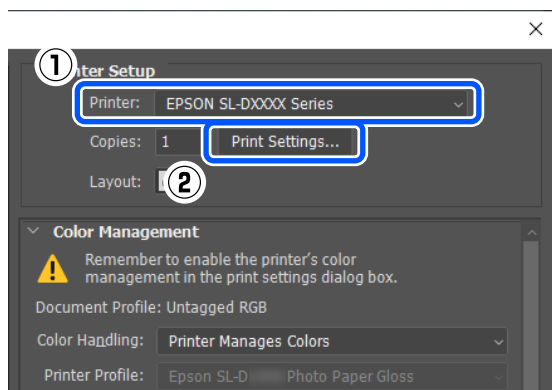 ①
nter Setup
Printer: EPSON SL-DXXXX Series
Copies: 1 Print Settings...
Layout: ②
Color Management
Remember to enable the printer's color
management in the print settings dialog box.
Document Profile: Untagged RGB
Color Handling: Printer Manages Colors
Printer Profile: Epson SL-D Photo Paper Gloss